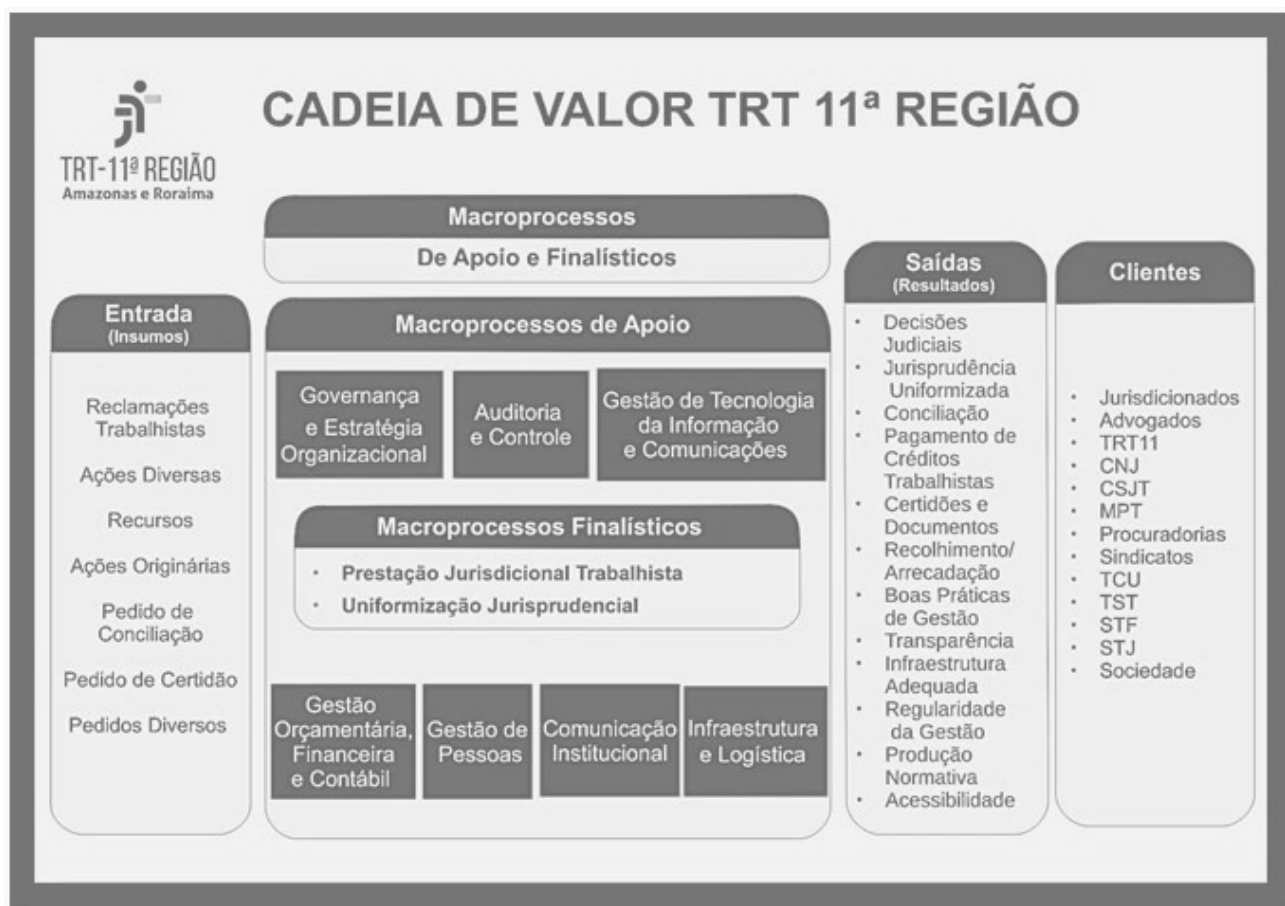 TRT-11ª REGIÃO
Amazonas e Roraima
CADEIA DE VALOR TRT 11ª REGIÃO
Macroprocessos
De Apoio e Finalísticos
Entrada
(Insumos)
Reclamações
Trabalhistas
Ações Diversas
Recursos
Ações Originárias
Pedido de
Conciliação
Pedido de Certidão
Pedidos Diversos
Macroprocessos de Apoio
Governança
e Estratégia
Organizacional
Auditoria
e Controle
Gestão de Tecnologia
da Informação
e Comunicações
Macroprocessos Finalísticos
· Prestação Jurisdicional Trabalhista
· Uniformização Jurisprudencial
Gestão
Orçamentária,
Financeira
e Contábil
Gestão de
Pessoas
Comunicação
Institucional
Infraestrutura
e Logística
Saídas
(Resultados)
· Decisões
Judiciais
· Jurisprudência
Uniformizada
· Conciliação
· Pagamento de
Créditos
Trabalhistas
· Certidões e
Documentos
· Recolhimento/
Arrecadação
· Boas Práticas
de Gestão
· Transparência
· Infraestrutura
Adequada
· Regularidade
da Gestão
· Produção
Normativa
· Acessibilidade
Clientes
· Jurisdicionados
· Advogados
· TRT11
· CNJ
· CSJT
· MPT
· Procuradorias
· Sindicatos
· TCU
· TST
· STF
· STJ
· Sociedade